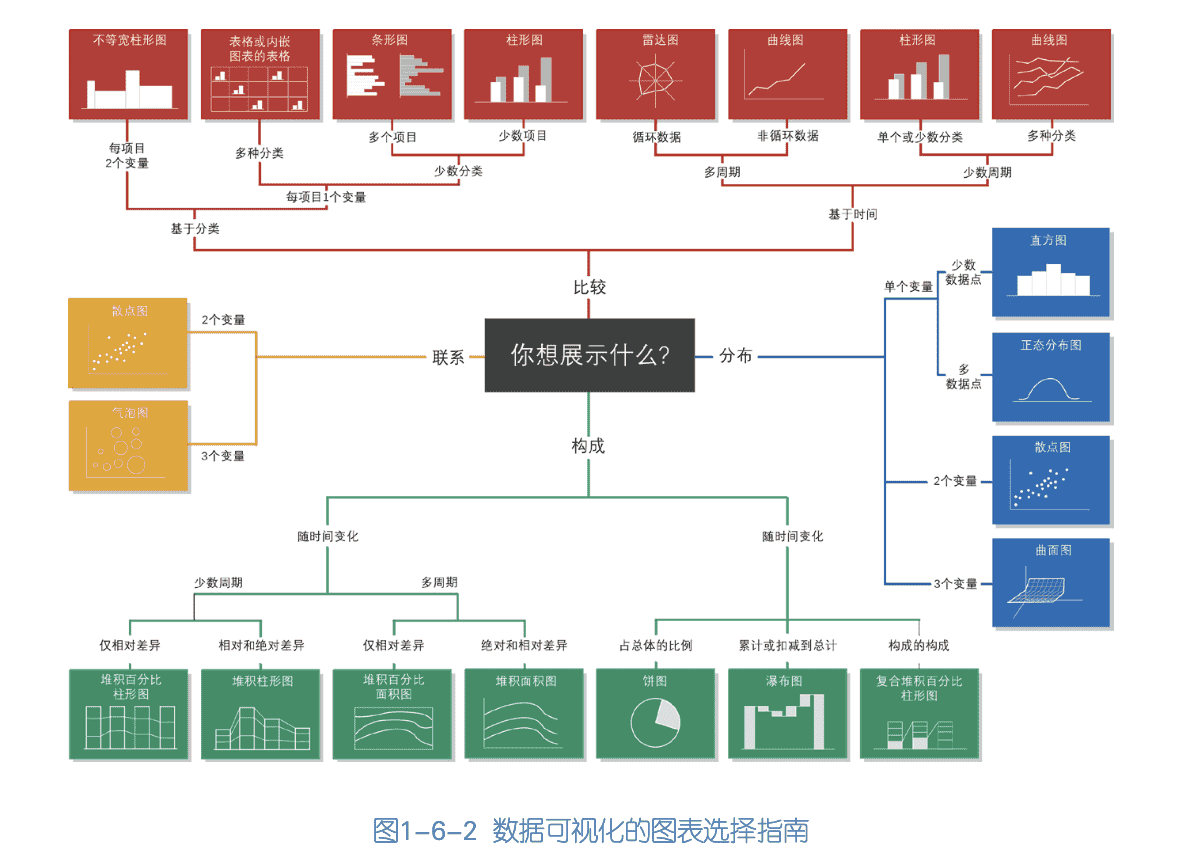 不等宽柱形图
表格或内嵌
图表的表格
条形图
柱形图
雷达图
曲线图
柱形图
曲线图
每项目
2个变量
多种分类
多个项目
少数项目
循环数据
非循环数据
单个或少数分类
多种分类
少数分类
多周期
少数周期
每项目1个变量
基于分类
基于时间
比较
你想展示什么?
联系
2个变量
散点图
3个变量
气泡图
分布
单个变量
少数
数据点
直方图
多
数据点
正态分布图
2个变量
散点图
3个变量
曲面图
构成
随时间变化
随时间变化
少数周期
多周期
仅相对差异
相对和绝对差异
仅相对差异
绝对和相对差异
占总体的比例
累计或扣减到总计
构成的构成
堆积百分比
柱形图
堆积柱形图
堆积百分比
面积图
堆积面积图
饼图
瀑布图
复合堆积百分比
柱形图
图1-6-2 数据可视化的图表选择指南